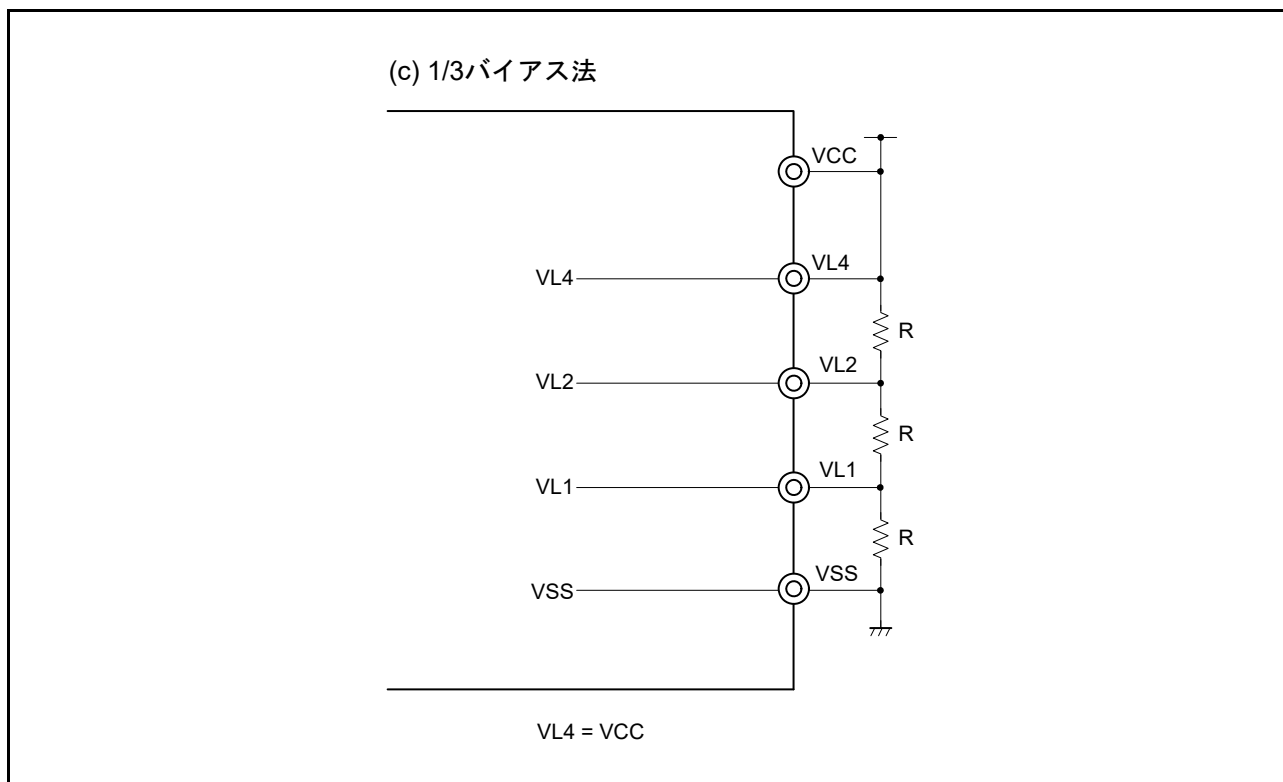 (c) 1/3バイアス法
VCC
VL4
VL4
R
VL2
VL2
R
VL1
VL1
R
VSS
VSS
VL4 = VCC